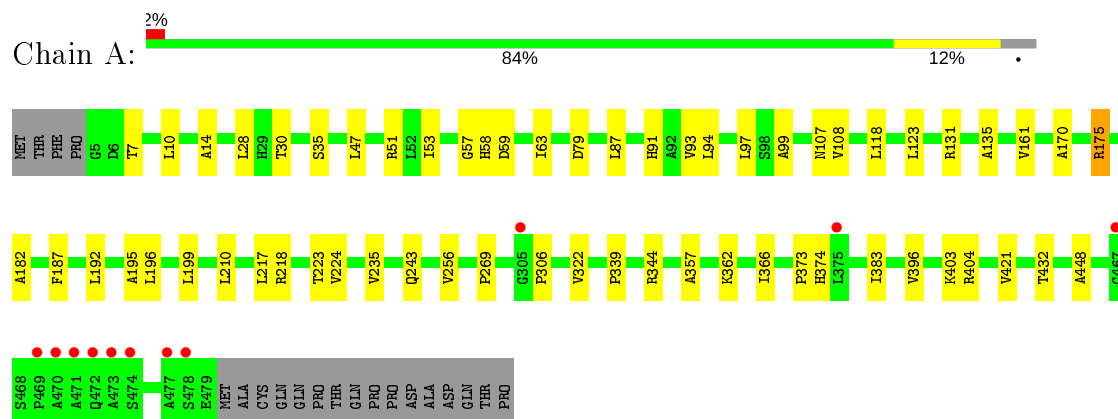 2%
Chain A:
84% 12% •
MET THR PHE PRO G5 D6 T7 L10 A14 L28 H29 T30 S35 L47 R51 L52 I53 G57 H58 D59 I63 D79 L87 H91 A92 V93 L94 L97 S98 A99 N107 V108 L118 L123 R131 A135 V161 A170 R175
A182 F187 L192 A195 L196 L199 L210 L217 R218 T223 V224 V235 Q243 V256 P269 G305 P306 V322 P339 R344 A357 K362 I366 P373 H374 L375 I383 V396 K403 R404 V421 T432 A448
S468 P469 A470 A471 Q472 A473 S474 A477 S478 E479 MET ALA CYS GLN GLN PRO THR GLN PRO PRO ASP ALA ASP GLN THR PRO